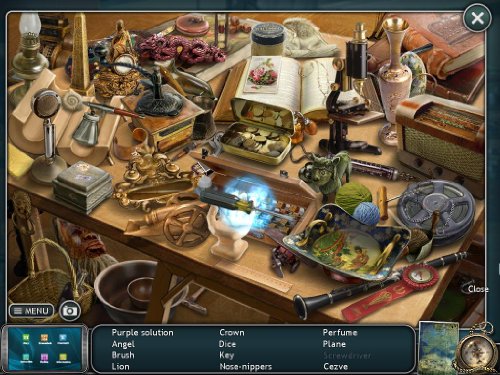 Close
MENU
Purple solution
Crown
Perfume
Angel
Dice
Plane
Brush
Key
Screwdriver
Lion
Nose-nippers
Cezve